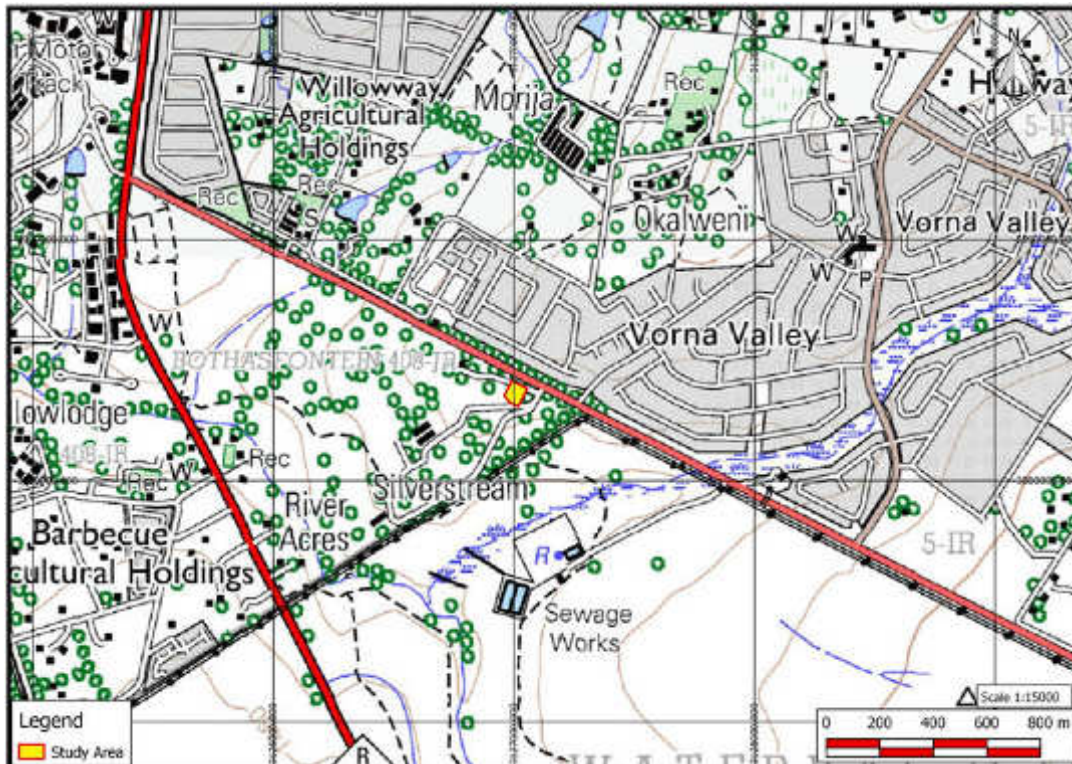 r Motor
Track
Willowway
Agricultural
Holdings
Morija
Rec
5-IR
Rec
Rec
S
Okalweni
Vorna Valley
W
W
P
Vorna Valley
W
BOTHASFONTEIN 408-JR
lowlodge
408-JR
W
Rec
Rec
River
Acres
Silverstream
Barbecue
cultural Holdings
R
5-IR
Sewage
Works
N
Legend
Study Area
Scale 1:15000
0 200 400 600 800 m
R